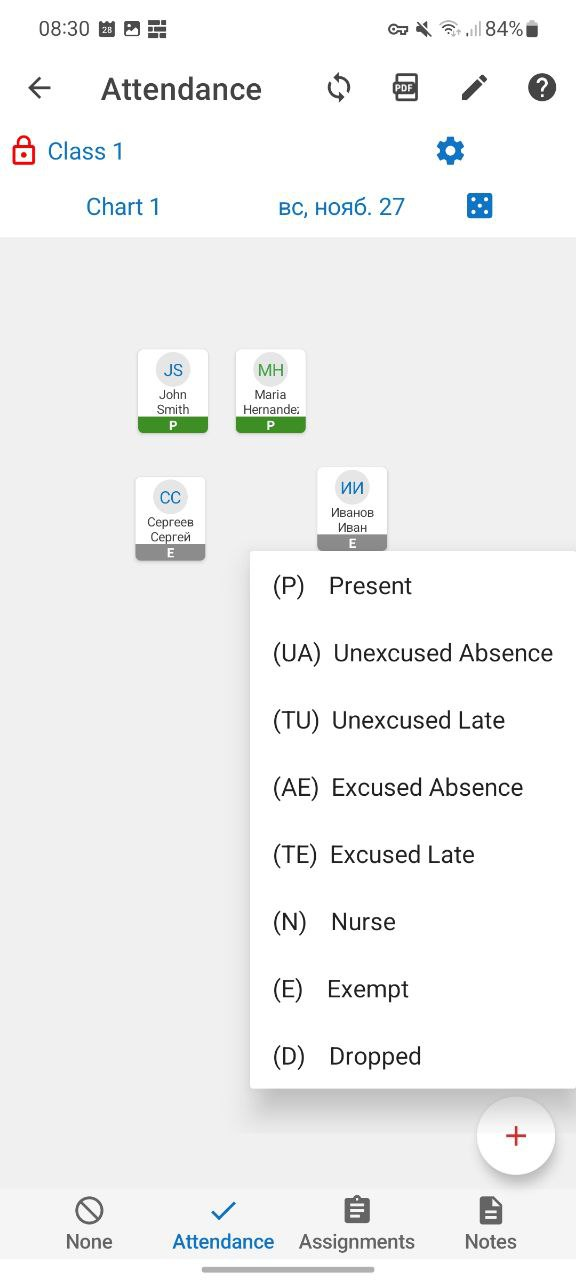 08:30 28 84%
Attendance PDF
Class 1
Chart 1 вс, нояб. 27
JS MH
John Maria
Smith Hernandez
P P
СС ИИ
Сергеев Иванов
Сергей Иван
E E
(P) Present
(UA) Unexcused Absence
(TU) Unexcused Late
(AE) Excused Absence
(TE) Excused Late
(N) Nurse
(E) Exempt
(D) Dropped
+
None Attendance Assignments Notes